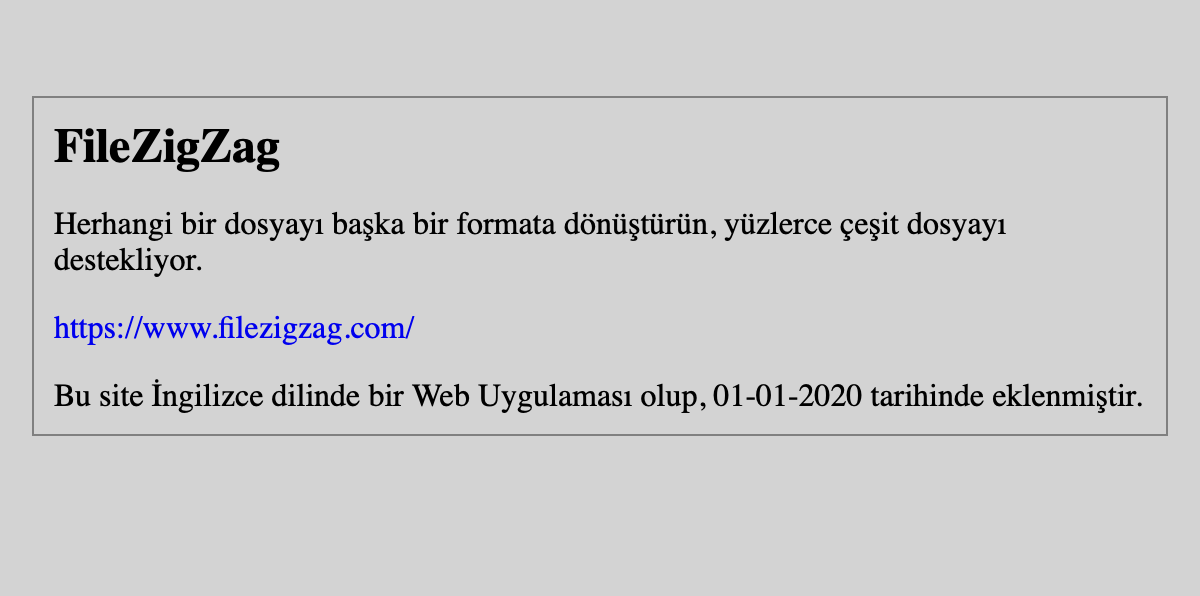 FileZigZag
Herhangi bir dosyayı başka bir formata dönüştürün, yüzlerce çeşit dosyayı
destekliyor.
https://www.filezigzag.com/
Bu site İngilizce dilinde bir Web Uygulaması olup, 01-01-2020 tarihinde eklenmiştir.